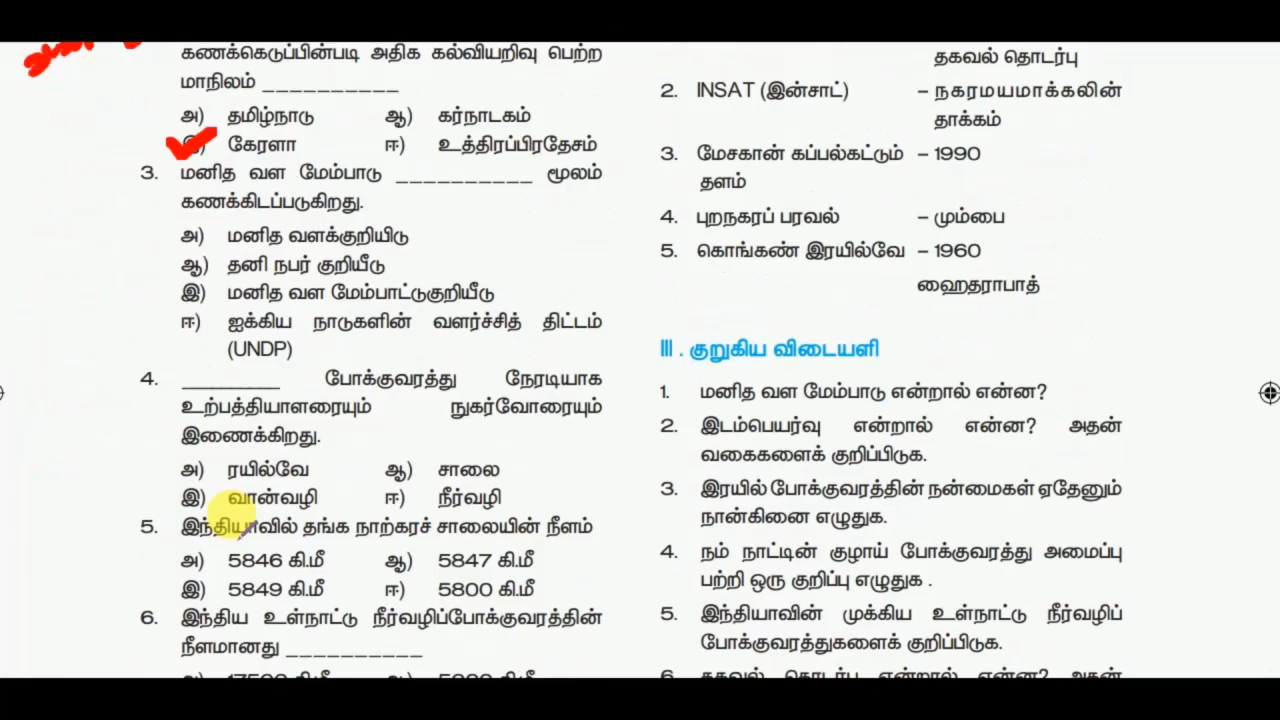 கணக்கெடுப்பின்படி அதிக கல்வியறிவு பெற்ற
மாநிலம் __________
அ) தமிழ்நாடு ஆ) கர்நாடகம்
இ) கேரளா ஈ) உத்திரப்பிரதேசம்
3. மனித வள மேம்பாடு __________ மூலம்
கணக்கிடப்படுகிறது.
அ) மனித வளக்குறியிடு
ஆ) தனி நபர் குறியீடு
இ) மனித வள மேம்பாட்டுகுறியீடு
ஈ) ஐக்கிய நாடுகளின் வளர்ச்சித் திட்டம்
(UNDP)
4. __________ போக்குவரத்து நேரடியாக
உற்பத்தியாளரையும் நுகர்வோரையும்
இணைக்கிறது.
அ) ரயில்வே ஆ) சாலை
இ) வான்வழி ஈ) நீர்வழி
5. இந்தியாவில் தங்க நாற்கரச் சாலையின் நீளம்
அ) 5846 கி.மீ ஆ) 5847 கி.மீ
இ) 5849 கி.மீ ஈ) 5800 கி.மீ
6. இந்திய உள்நாட்டு நீர்வழிப்போக்குவரத்தின்
நீளமானது __________
தகவல் தொடர்பு
2. INSAT (இன்சாட்) – நகரமயமாக்கலின்
தாக்கம்
3. மேசகான் கப்பல்கட்டும் – 1990
தளம்
4. புறநகரப் பரவல் – மும்பை
5. கொங்கண் இரயில்வே – 1960
ஹைதராபாத்
III . குறுகிய விடையளி
1. மனித வள மேம்பாடு என்றால் என்ன?
2. இடம்பெயர்வு என்றால் என்ன? அதன்
வகைகளைக் குறிப்பிடுக.
3. இரயில் போக்குவரத்தின் நன்மைகள் ஏதேனும்
நான்கினை எழுதுக.
4. நம் நாட்டின் குழாய் போக்குவரத்து அமைப்பு
பற்றி ஒரு குறிப்பு எழுதுக .
5. இந்தியாவின் முக்கிய உள்நாட்டு நீர்வழிப்
போக்குவரத்துகளைக் குறிப்பிடுக.
6. தகவல் தொடர்பு என்றால் என்ன? அதன்